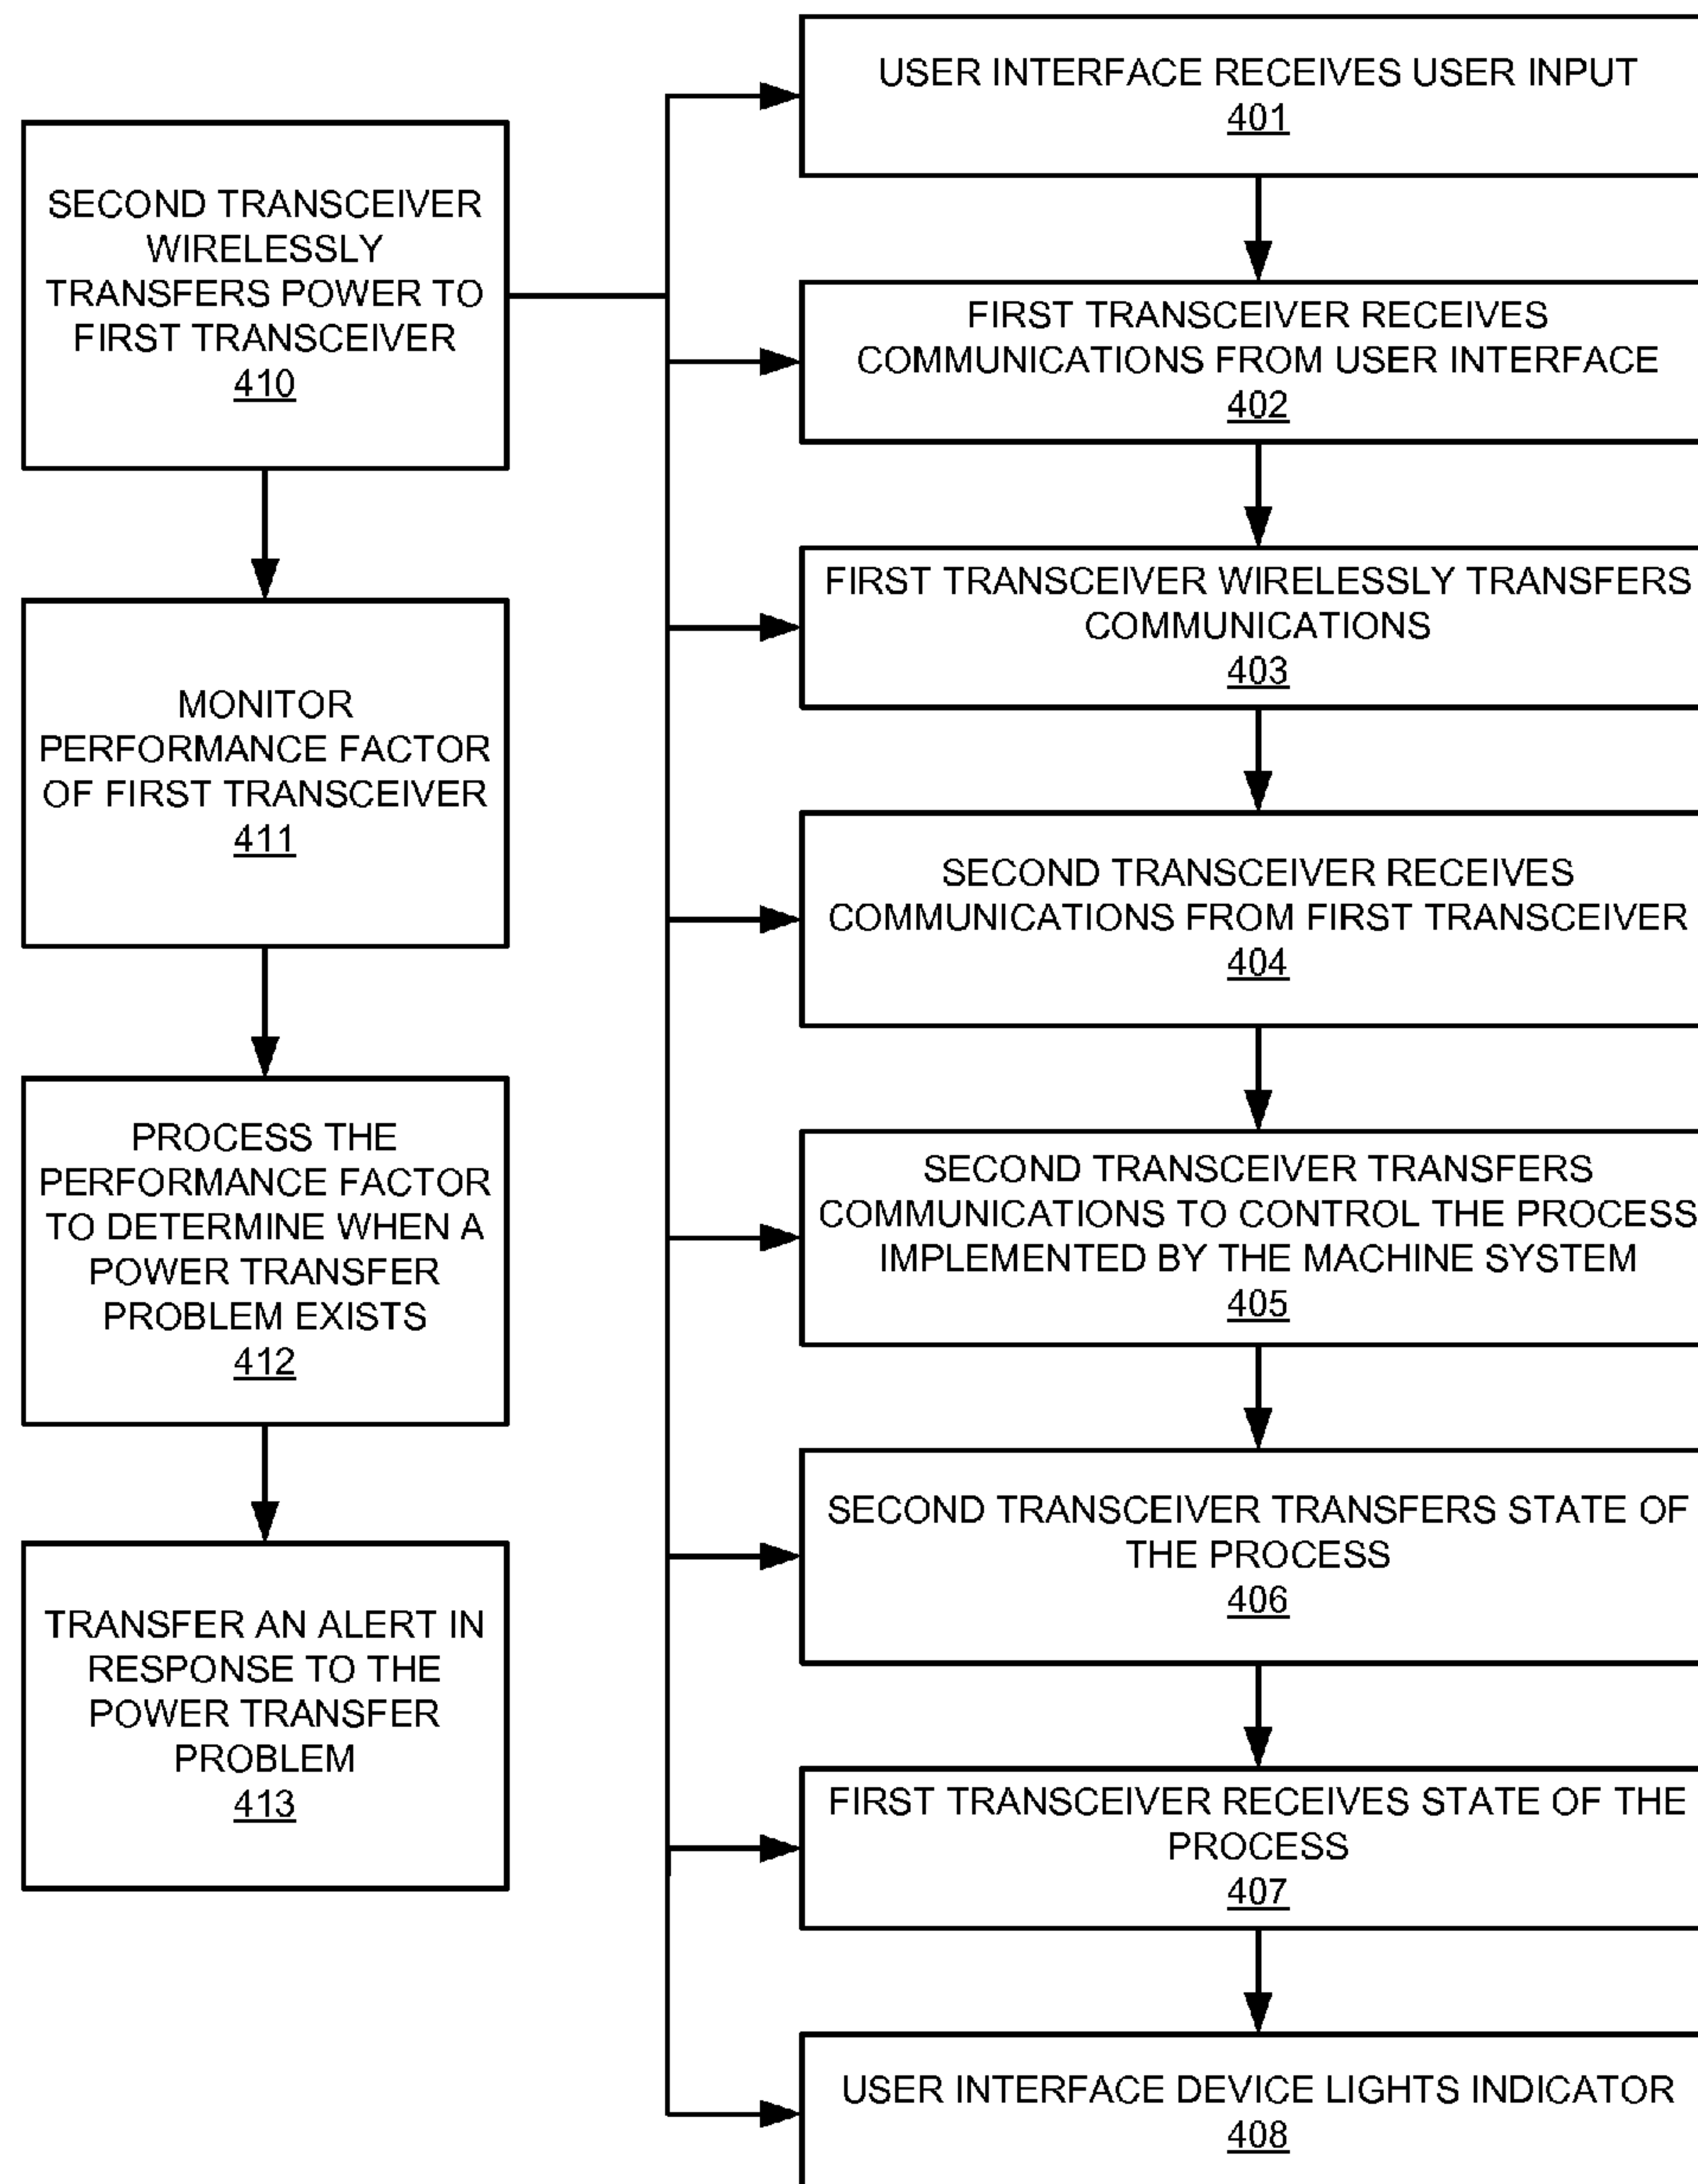 SECOND TRANSCEIVER
WIRELESSLY
TRANSFERS POWER TO
FIRST TRANSCEIVER
410
MONITOR
PERFORMANCE FACTOR
OF FIRST TRANSCEIVER
411
PROCESS THE
PERFORMANCE FACTOR
TO DETERMINE WHEN A
POWER TRANSFER
PROBLEM EXISTS
412
TRANSFER AN ALERT IN
RESPONSE TO THE
POWER TRANSFER
PROBLEM
413
USER INTERFACE RECEIVES USER INPUT
401
FIRST TRANSCEIVER RECEIVES
COMMUNICATIONS FROM USER INTERFACE
402
FIRST TRANSCEIVER WIRELESSLY TRANSFERS
COMMUNICATIONS
403
SECOND TRANSCEIVER RECEIVES
COMMUNICATIONS FROM FIRST TRANSCEIVER
404
SECOND TRANSCEIVER TRANSFERS
COMMUNICATIONS TO CONTROL THE PROCESS
IMPLEMENTED BY THE MACHINE SYSTEM
405
SECOND TRANSCEIVER TRANSFERS STATE OF
THE PROCESS
406
FIRST TRANSCEIVER RECEIVES STATE OF THE
PROCESS
407
USER INTERFACE DEVICE LIGHTS INDICATOR
408